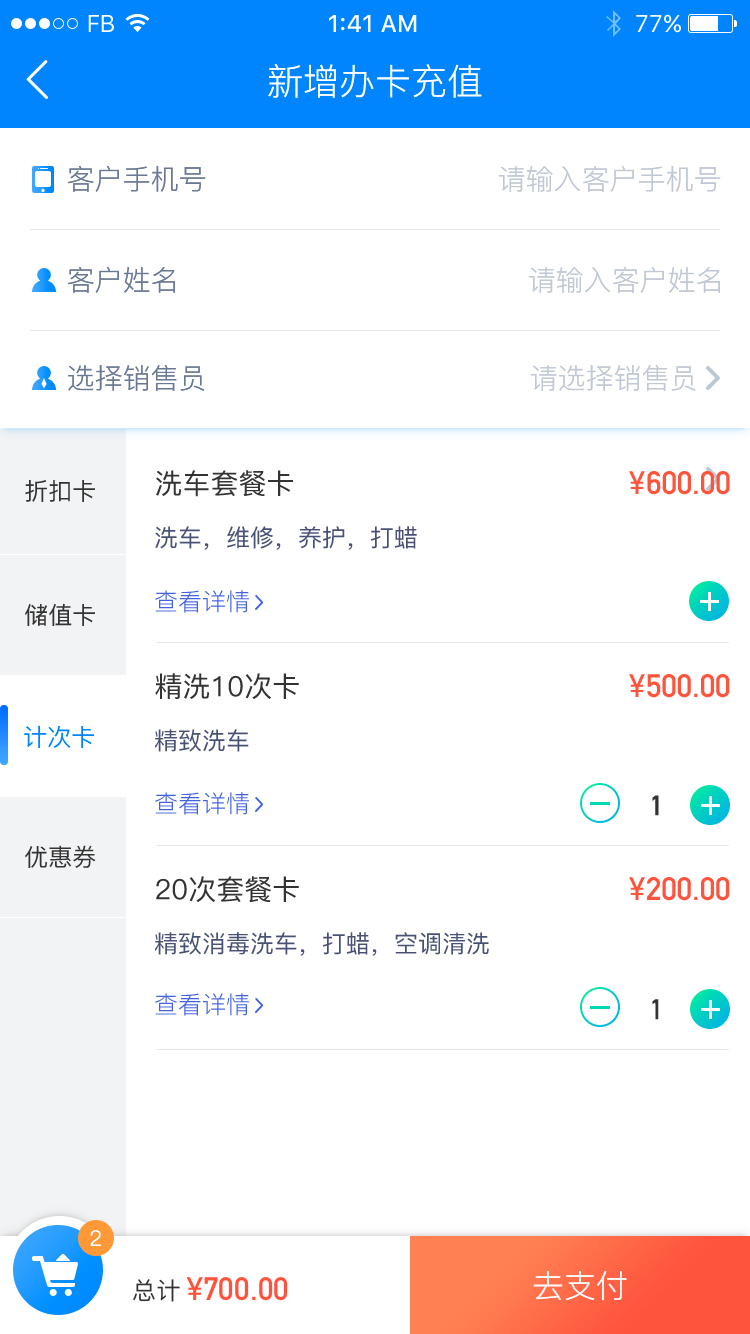 FB 1:41 AM 77%
新增办卡充值
客户手机号 请输入客户手机号
客户姓名 请输入客户姓名
选择销售员 请选择销售员
折扣卡
储值卡
计次卡
优惠券
洗车套餐卡 ¥600.00
洗车，维修，养护，打蜡
查看详情
精洗10次卡 ¥500.00
精致洗车
查看详情 1
20次套餐卡 ¥200.00
精致消毒洗车，打蜡，空调清洗
查看详情 1
2
总计 ¥700.00 去支付